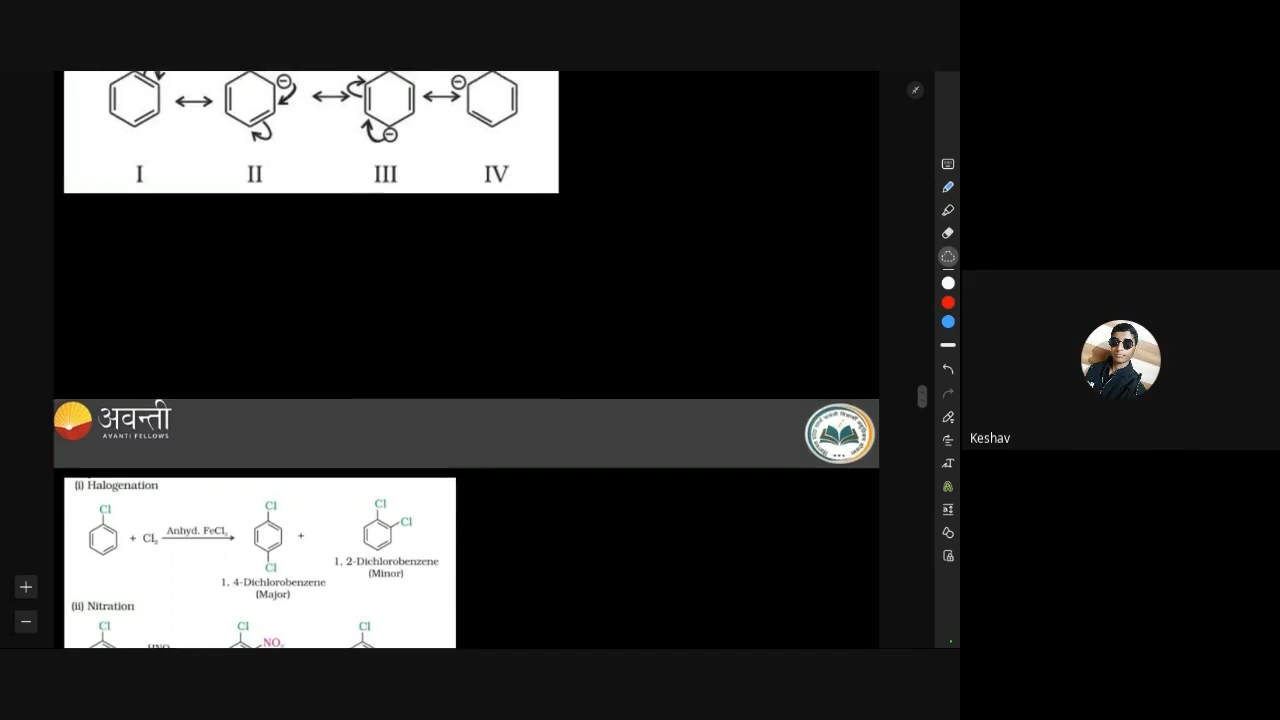 I II III IV
अवन्ती
AVANTI FELLOWS
Keshav
(i) Halogenation
Cl Cl Cl
Cl
+ Cl₂ Anhyd. FeCl₃ +
Cl
1, 2-Dichlorobenzene
(Minor)
1, 4-Dichlorobenzene
(Major)
(ii) Nitration
Cl Cl Cl
NO₂